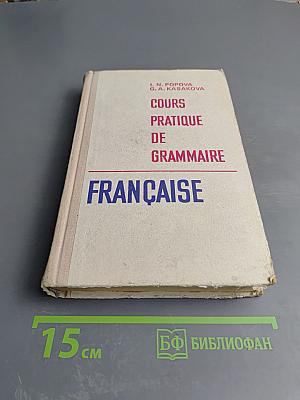 I. N. POPOVA
G. A. KASAKOVA
COURS
PRATIQUE
DE
GRAMMAIRE
FRANÇAISE
15 см
БФ БИБЛИОФАН